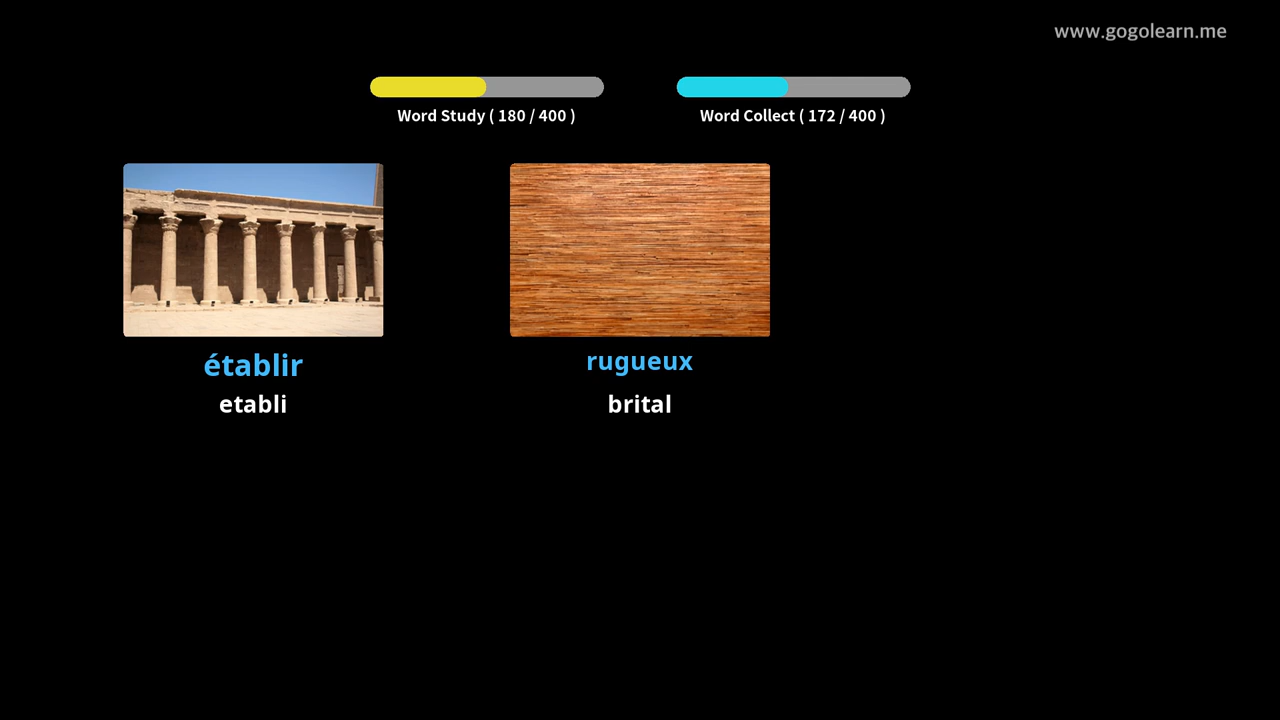 www.gogolearn.me
Word Study ( 180 / 400 )
Word Collect ( 172 / 400 )
établir
etabli
rugueux
brital